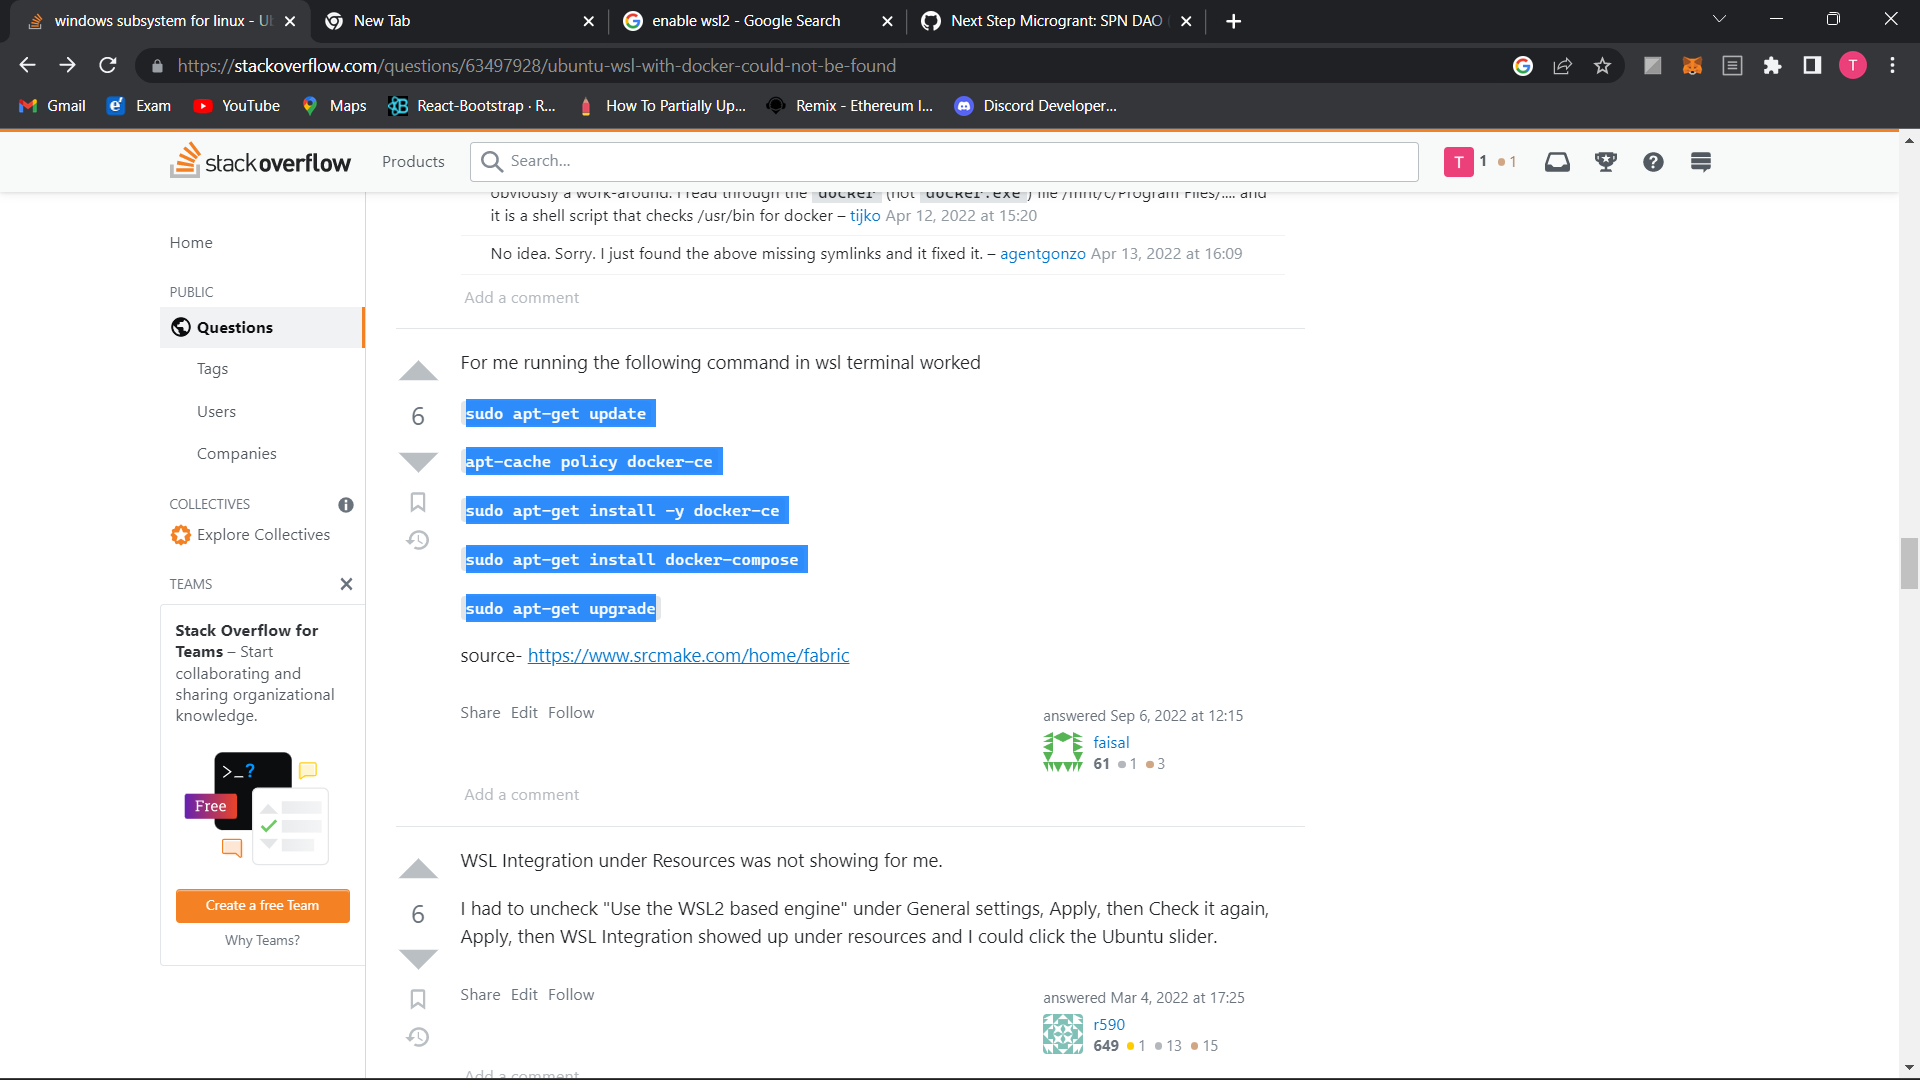 windows subsystem for linux - U
New Tab
enable wsl2 - Google Search
Next Step Microgrant: SPN DAO
https://stackoverflow.com/questions/63497928/ubuntu-wsl-with-docker-could-not-be-found
T
Gmail
Exam
YouTube
Maps
React-Bootstrap · R...
How To Partially Up...
Remix - Ethereum I...
Discord Developer...
stackoverflow
Products
Search...
T
1
1
obviously a work-around. I read through the docker (not docker.exe ) file /mnt/c/Program Files/.... and
it is a shell script that checks /usr/bin for docker – tijko Apr 12, 2022 at 15:20
No idea. Sorry. I just found the above missing symlinks and it fixed it. – agentgonzo Apr 13, 2022 at 16:09
Add a comment
Home
PUBLIC
Questions
Tags
Users
Companies
COLLECTIVES
Explore Collectives
TEAMS
Stack Overflow for
Teams – Start
collaborating and
sharing organizational
knowledge.
>_?
Free
Create a free Team
Why Teams?
For me running the following command in wsl terminal worked
6
sudo apt-get update
apt-cache policy docker-ce
sudo apt-get install -y docker-ce
sudo apt-get install docker-compose
sudo apt-get upgrade
source- https://www.srcmake.com/home/fabric
Share Edit Follow
answered Sep 6, 2022 at 12:15
faisal
61 1 3
Add a comment
WSL Integration under Resources was not showing for me.
6
I had to uncheck "Use the WSL2 based engine" under General settings, Apply, then Check it again,
Apply, then WSL Integration showed up under resources and I could click the Ubuntu slider.
Share Edit Follow
answered Mar 4, 2022 at 17:25
r590
649 1 13 15
Add a comment